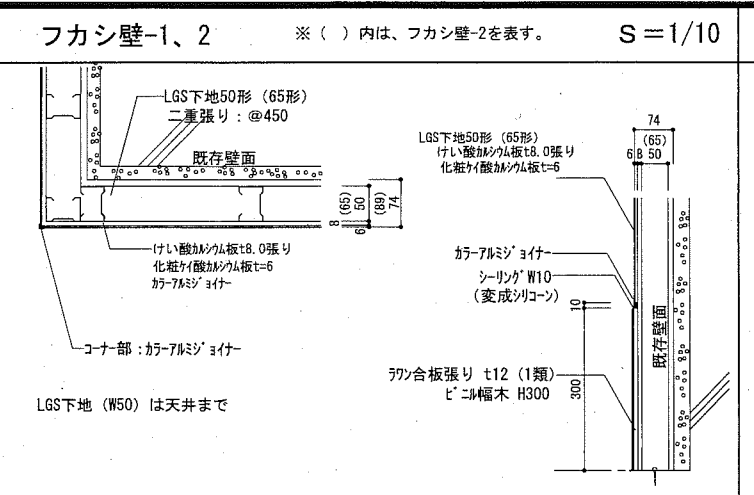 フカシ壁-1、2
※( )内は、フカシ壁-2を表す。
S=1/10
LGS下地50形(65形)
二重張り:@450
既存壁面
8
6
(65)
50
(89)
74
けい酸カルシウム板t8.0張り
化粧ケイ酸カルシウム板t=6
カラーアルミジョイナー
コーナー部:カラーアルミジョイナー
LGS下地(W50)は天井まで
74
(65)
6 8 50
LGS下地50形(65形)
けい酸カルシウム板t8.0張り
化粧ケイ酸カルシウム板t=6
カラーアルミジョイナー
シーリングW10
(変成シリコーン)
10
既存壁面
ラワン合板張り t12(1類)
ビニル幅木 H300
300